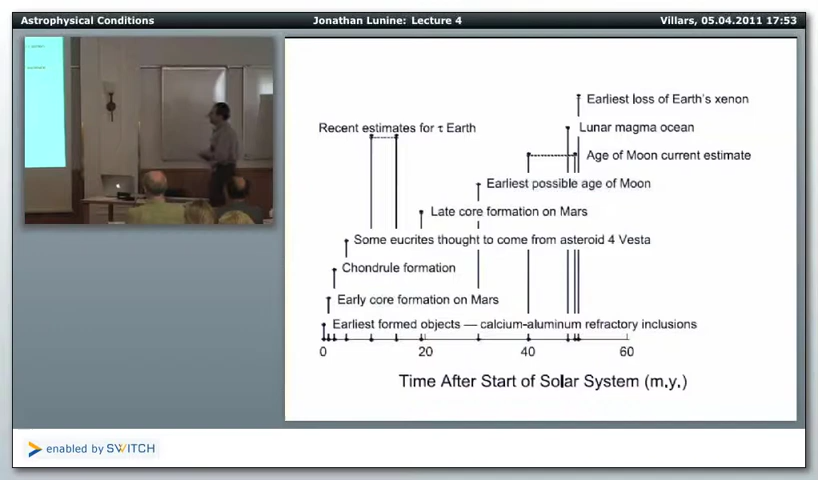 Astrophysical Conditions
Jonathan Lunine: Lecture 4
Villars, 05.04.2011 17:53
Earliest loss of Earth's xenon
Recent estimates for τ Earth
Lunar magma ocean
Age of Moon current estimate
Earliest possible age of Moon
Late core formation on Mars
Some eucrites thought to come from asteroid 4 Vesta
Chondrule formation
Early core formation on Mars
Earliest formed objects — calcium-aluminum refractory inclusions
0 20 40 60
Time After Start of Solar System (m.y.)
enabled by SWITCH